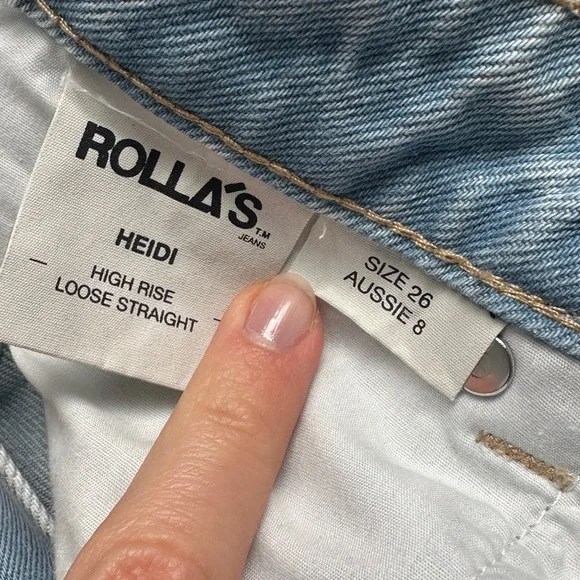 ROLLA'S T.M
JEANS
HEIDI
HIGH RISE
LOOSE STRAIGHT
SIZE 26
AUSSIE 8